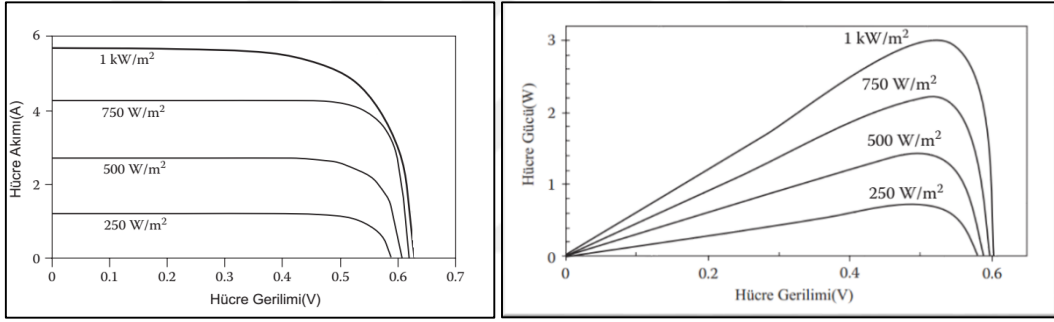 6
1 kW/m²
750 W/m²
4
500 W/m²
2
250 W/m²
0
0 0.1 0.2 0.3 0.4 0.5 0.6 0.7
Hücre Akımı(A)
Hücre Gerilimi(V)
3
1 kW/m²
750 W/m²
2
500 W/m²
1
250 W/m²
0
0 0.2 0.4 0.6
Hücre Gücü(W)
Hücre Gerilimi(V)